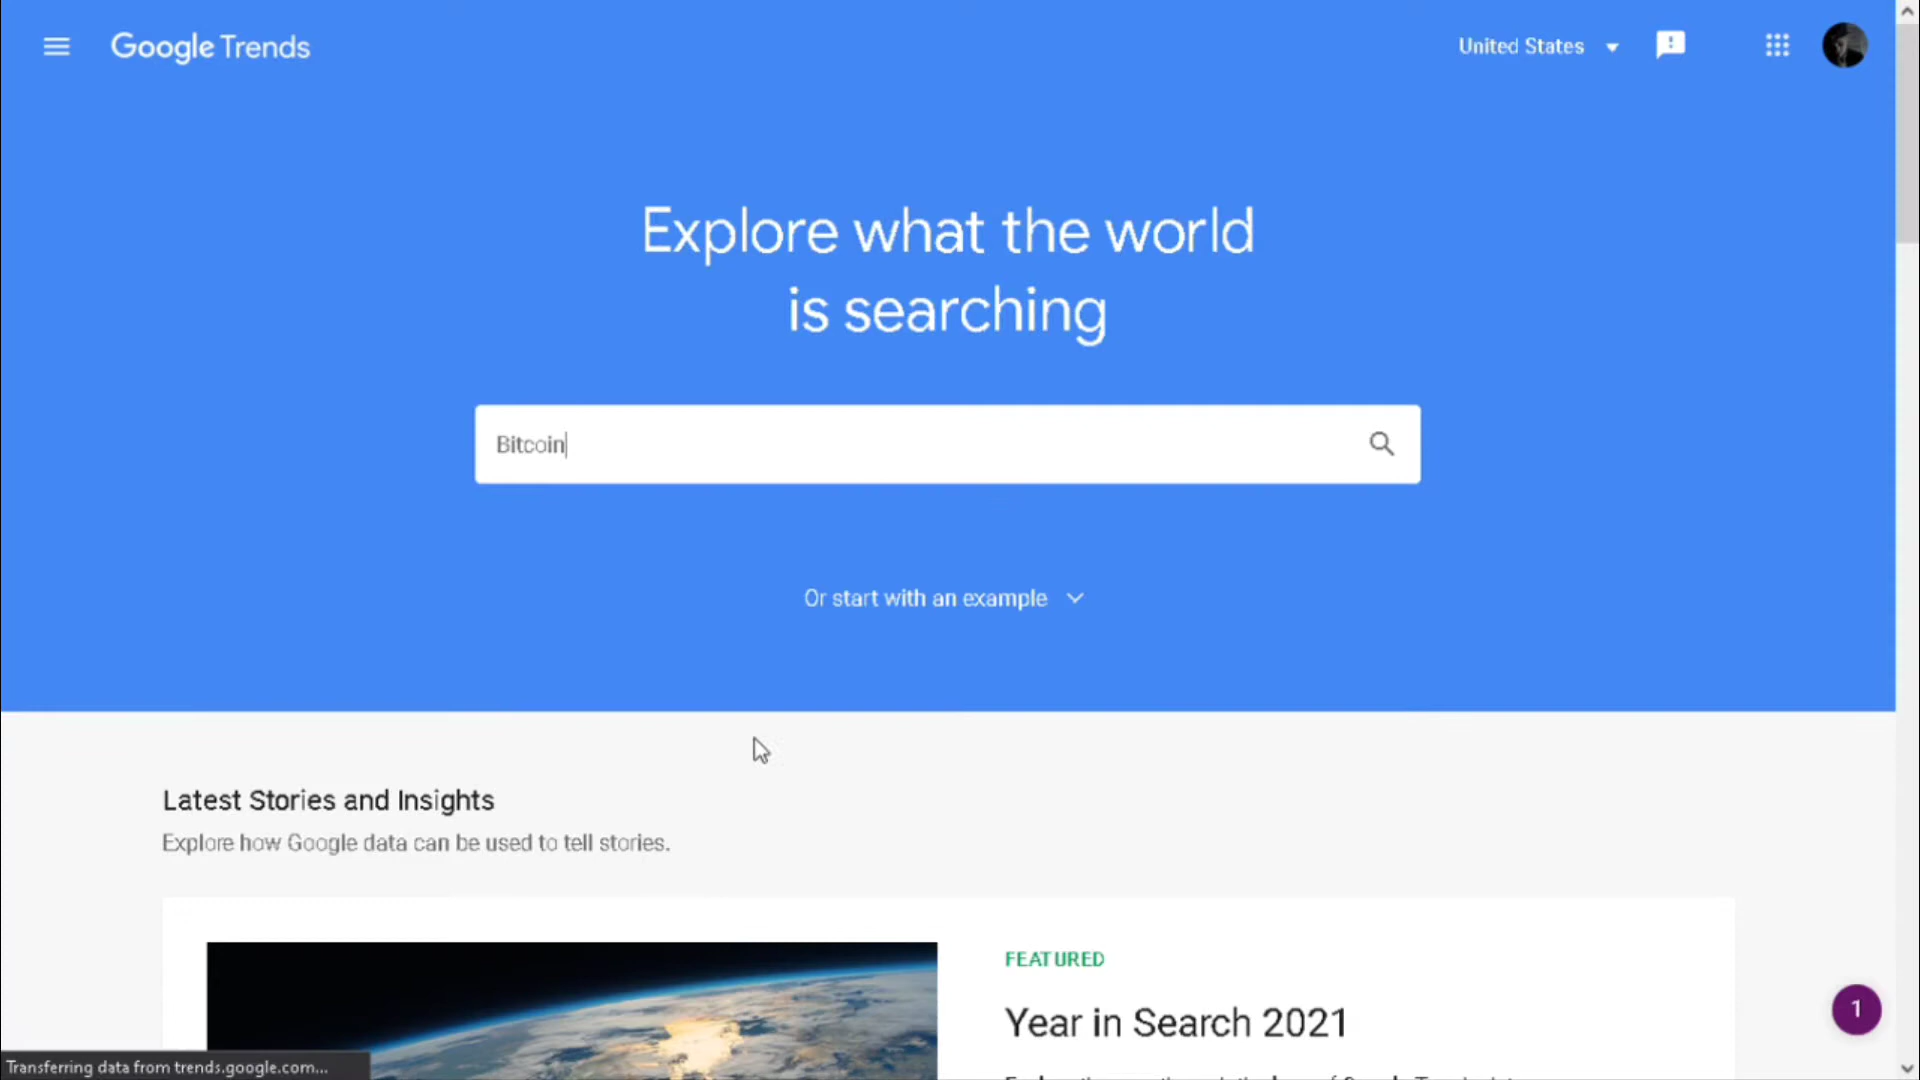 Google Trends
United States
Explore what the world
is searching
Bitcoin
Or start with an example
Latest Stories and Insights
Explore how Google data can be used to tell stories.
FEATURED
Year in Search 2021
1
Transferring data from trends.google.com...